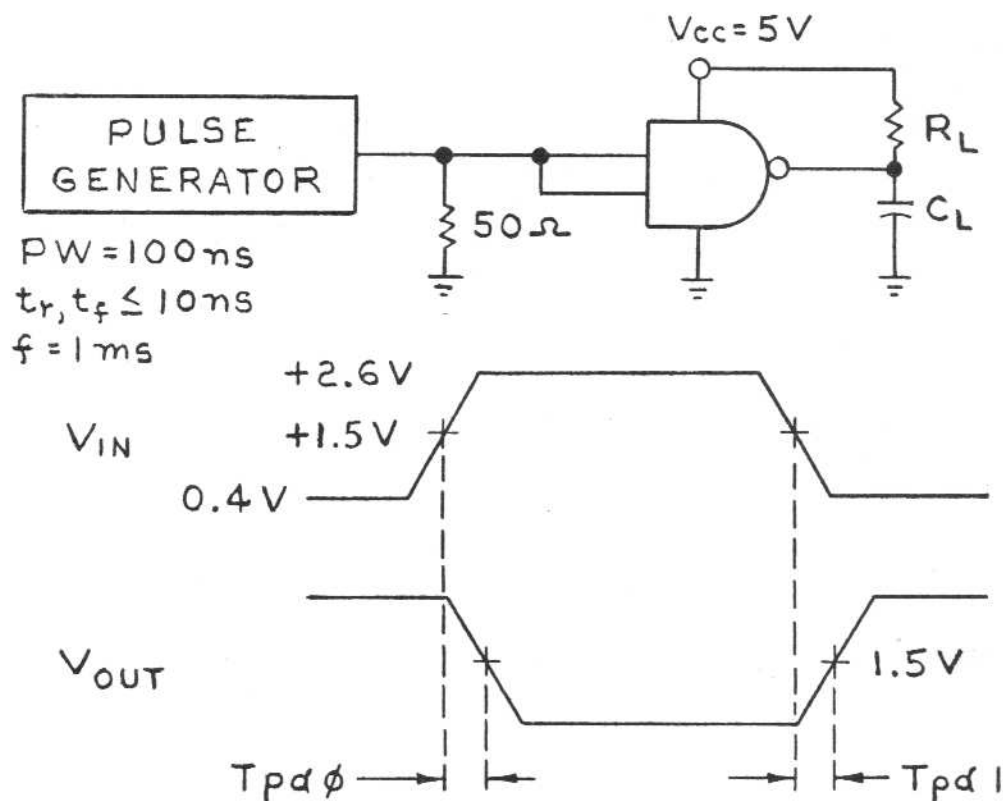 Vcc=5V
PULSE
GENERATOR
RL
50Ω
CL
PW=100ns
tr, tf ≤ 10ns
f=1ms
+2.6V
VIN
+1.5V
0.4V
VOUT
1.5V
Tpdϕ
Tpd1